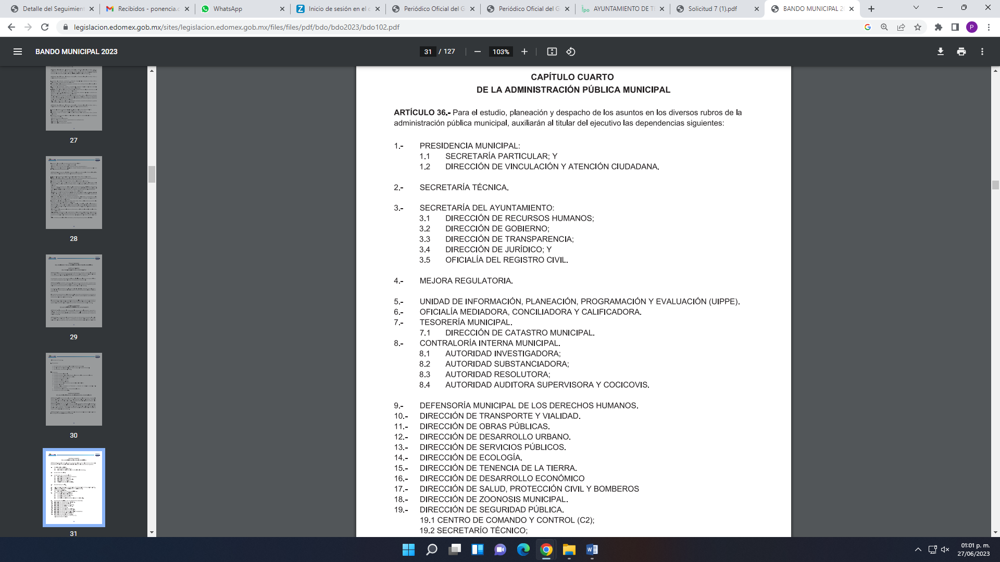 Detalle del Seguimient
Recibidos - ponencia.c
WhatsApp
Inicio de sesión en el c
Periódico Oficial del G
Periódico Oficial del G
AYUNTAMIENTO DE T
Solicitud 7 (1).pdf
BANDO MUNICIPAL 2
legislacion.edomex.gob.mx/sites/legislacion.edomex.gob.mx/files/files/pdf/bdo/bdo2023/bdo102.pdf
P
BANDO MUNICIPAL 2023
31 / 127
103%
27
28
29
30
31
CAPÍTULO CUARTO
DE LA ADMINISTRACIÓN PÚBLICA MUNICIPAL
ARTÍCULO 36.- Para el estudio, planeación y despacho de los asuntos en los diversos rubros de la
administración pública municipal, auxiliarán al titular del ejecutivo las dependencias siguientes:
1.- PRESIDENCIA MUNICIPAL:
1.1 SECRETARÍA PARTICULAR; Y
1.2 DIRECCIÓN DE VINCULACIÓN Y ATENCIÓN CIUDADANA.
2.- SECRETARÍA TÉCNICA.
3.- SECRETARÍA DEL AYUNTAMIENTO:
3.1 DIRECCIÓN DE RECURSOS HUMANOS;
3.2 DIRECCIÓN DE GOBIERNO;
3.3 DIRECCIÓN DE TRANSPARENCIA;
3.4 DIRECCIÓN DE JURÍDICO; Y
3.5 OFICIALÍA DEL REGISTRO CIVIL.
4.- MEJORA REGULATORIA.
5.- UNIDAD DE INFORMACIÓN, PLANEACIÓN, PROGRAMACIÓN Y EVALUACIÓN (UIPPE).
6.- OFICIALÍA MEDIADORA, CONCILIADORA Y CALIFICADORA.
7.- TESORERÍA MUNICIPAL.
7.1 DIRECCIÓN DE CATASTRO MUNICIPAL.
8.- CONTRALORÍA INTERNA MUNICIPAL.
8.1 AUTORIDAD INVESTIGADORA;
8.2 AUTORIDAD SUBSTANCIADORA;
8.3 AUTORIDAD RESOLUTORA;
8.4 AUTORIDAD AUDITORA SUPERVISORA Y COCICOVIS.
9.- DEFENSORÍA MUNICIPAL DE LOS DERECHOS HUMANOS.
10.- DIRECCIÓN DE TRANSPORTE Y VIALIDAD.
11.- DIRECCIÓN DE OBRAS PÚBLICAS.
12.- DIRECCIÓN DE DESARROLLO URBANO.
13.- DIRECCIÓN DE SERVICIOS PÚBLICOS.
14.- DIRECCIÓN DE ECOLOGÍA.
15.- DIRECCIÓN DE TENENCIA DE LA TIERRA.
16.- DIRECCIÓN DE DESARROLLO ECONÓMICO
17.- DIRECCIÓN DE SALUD, PROTECCIÓN CIVIL Y BOMBEROS
18.- DIRECCIÓN DE ZOONOSIS MUNICIPAL.
19.- DIRECCIÓN DE SEGURIDAD PÚBLICA.
19.1 CENTRO DE COMANDO Y CONTROL (C2);
19.2 SECRETARÍO TÉCNICO;
01:01 p. m.
27/06/2023